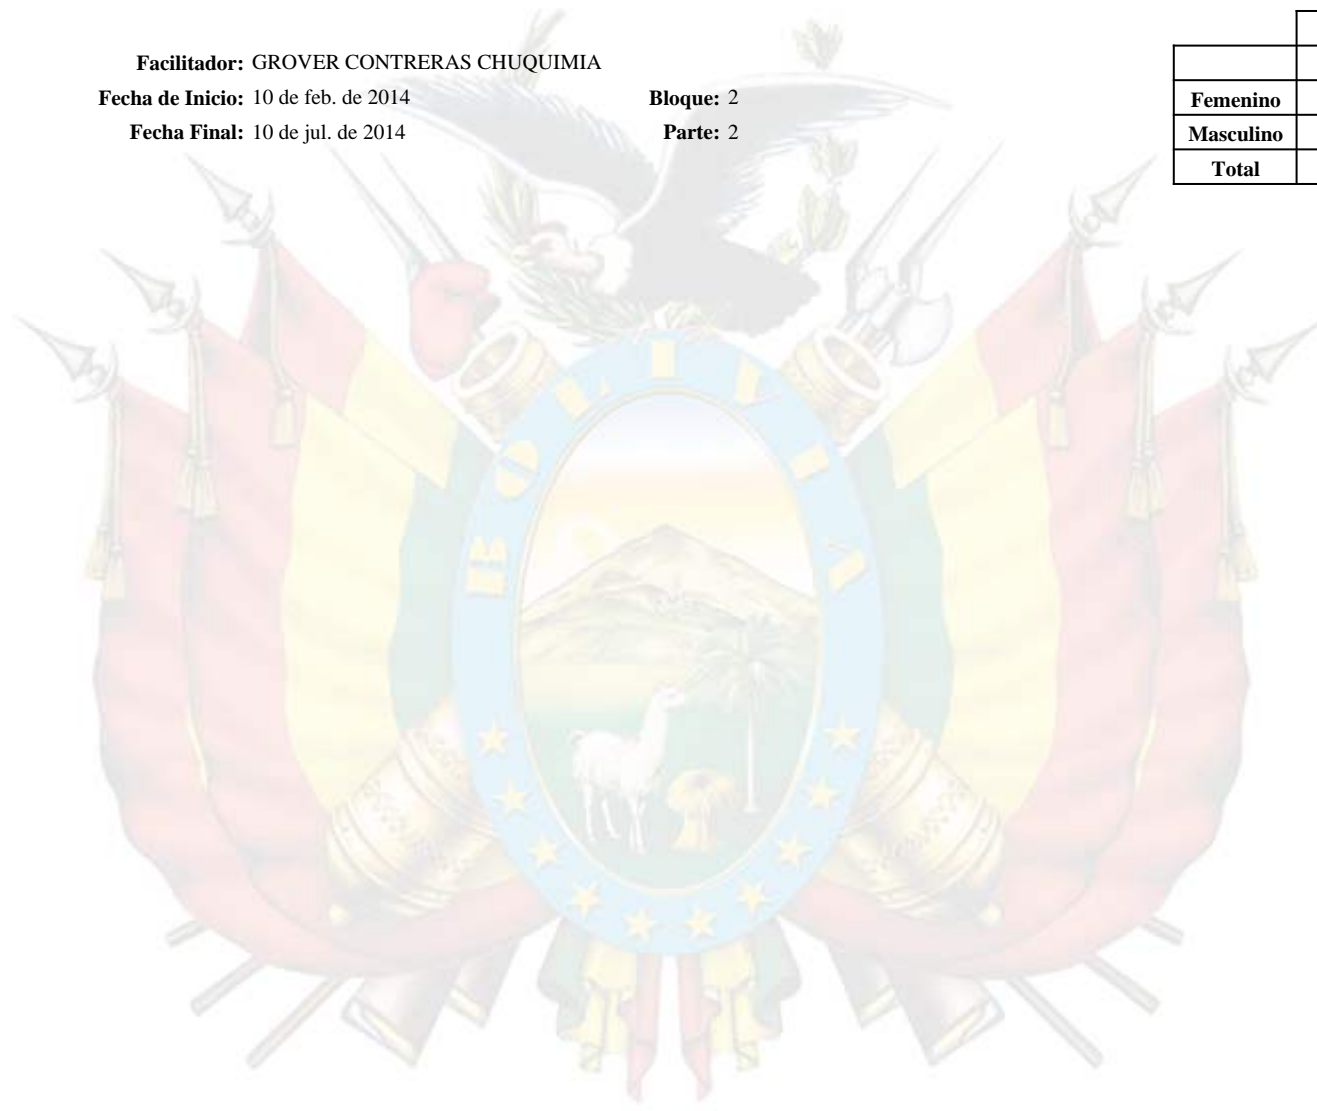 Facilitador: GROVER CONTRERAS CHUQUIMIA
Fecha de Inicio: 10 de feb. de 2014 Bloque: 2
Fecha Final: 10 de jul. de 2014 Parte: 2
Femenino
Masculino
Total
BOLIVIA